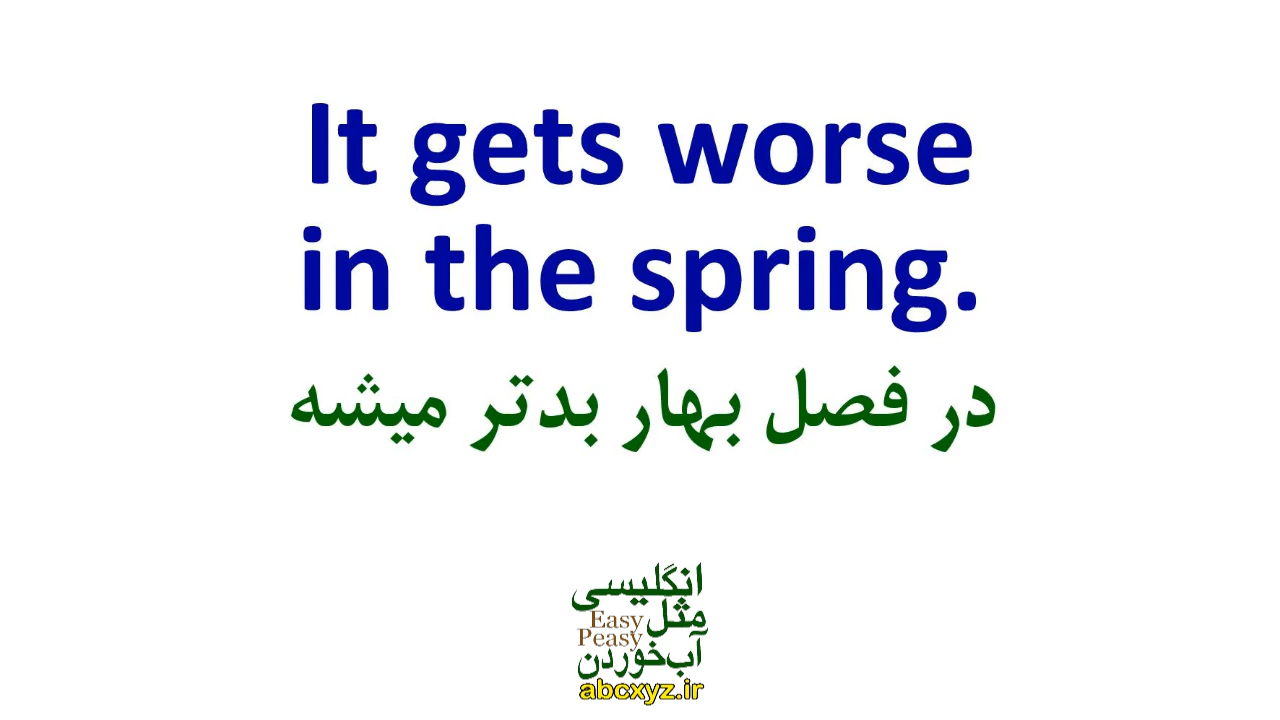 It gets worse
in the spring.
در فصل بهار بدتر میشه
انگلیسی
مثل
Easy
Peasy
آب‌خوردن
abcxyz.ir